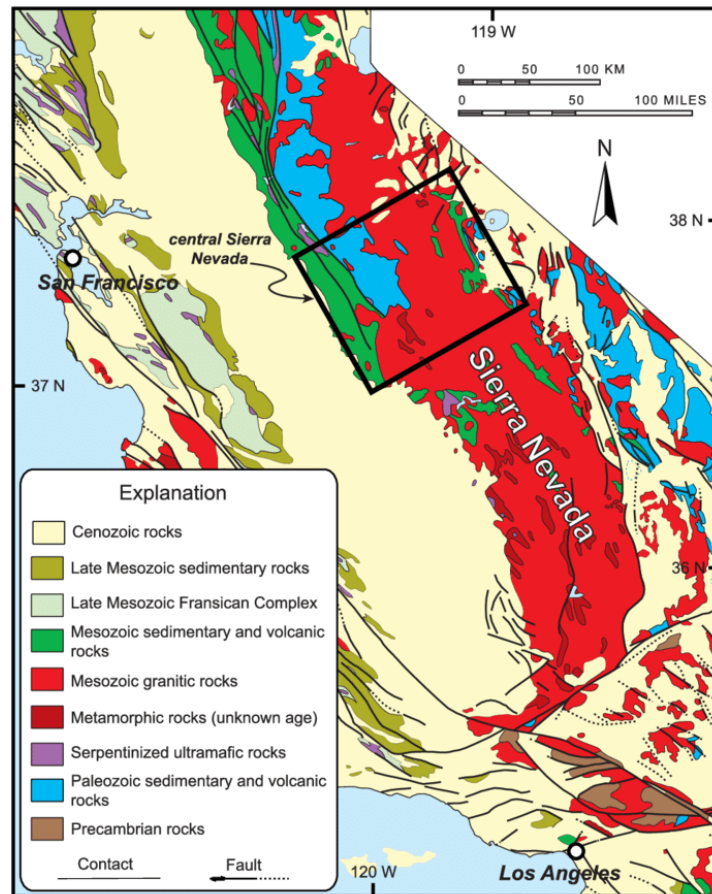 119 W
0 50 100 KM
0 50 100 MILES
N
38 N
central Sierra
Nevada
San Francisco
37 N
Sierra Nevada
36 N
Explanation
Cenozoic rocks
Late Mesozoic sedimentary rocks
Late Mesozoic Fransican Complex
Mesozoic sedimentary and volcanic
rocks
Mesozoic granitic rocks
Metamorphic rocks (unknown age)
Serpentinized ultramafic rocks
Paleozoic sedimentary and volcanic
rocks
Precambrian rocks
Contact Fault
120 W
Los Angeles